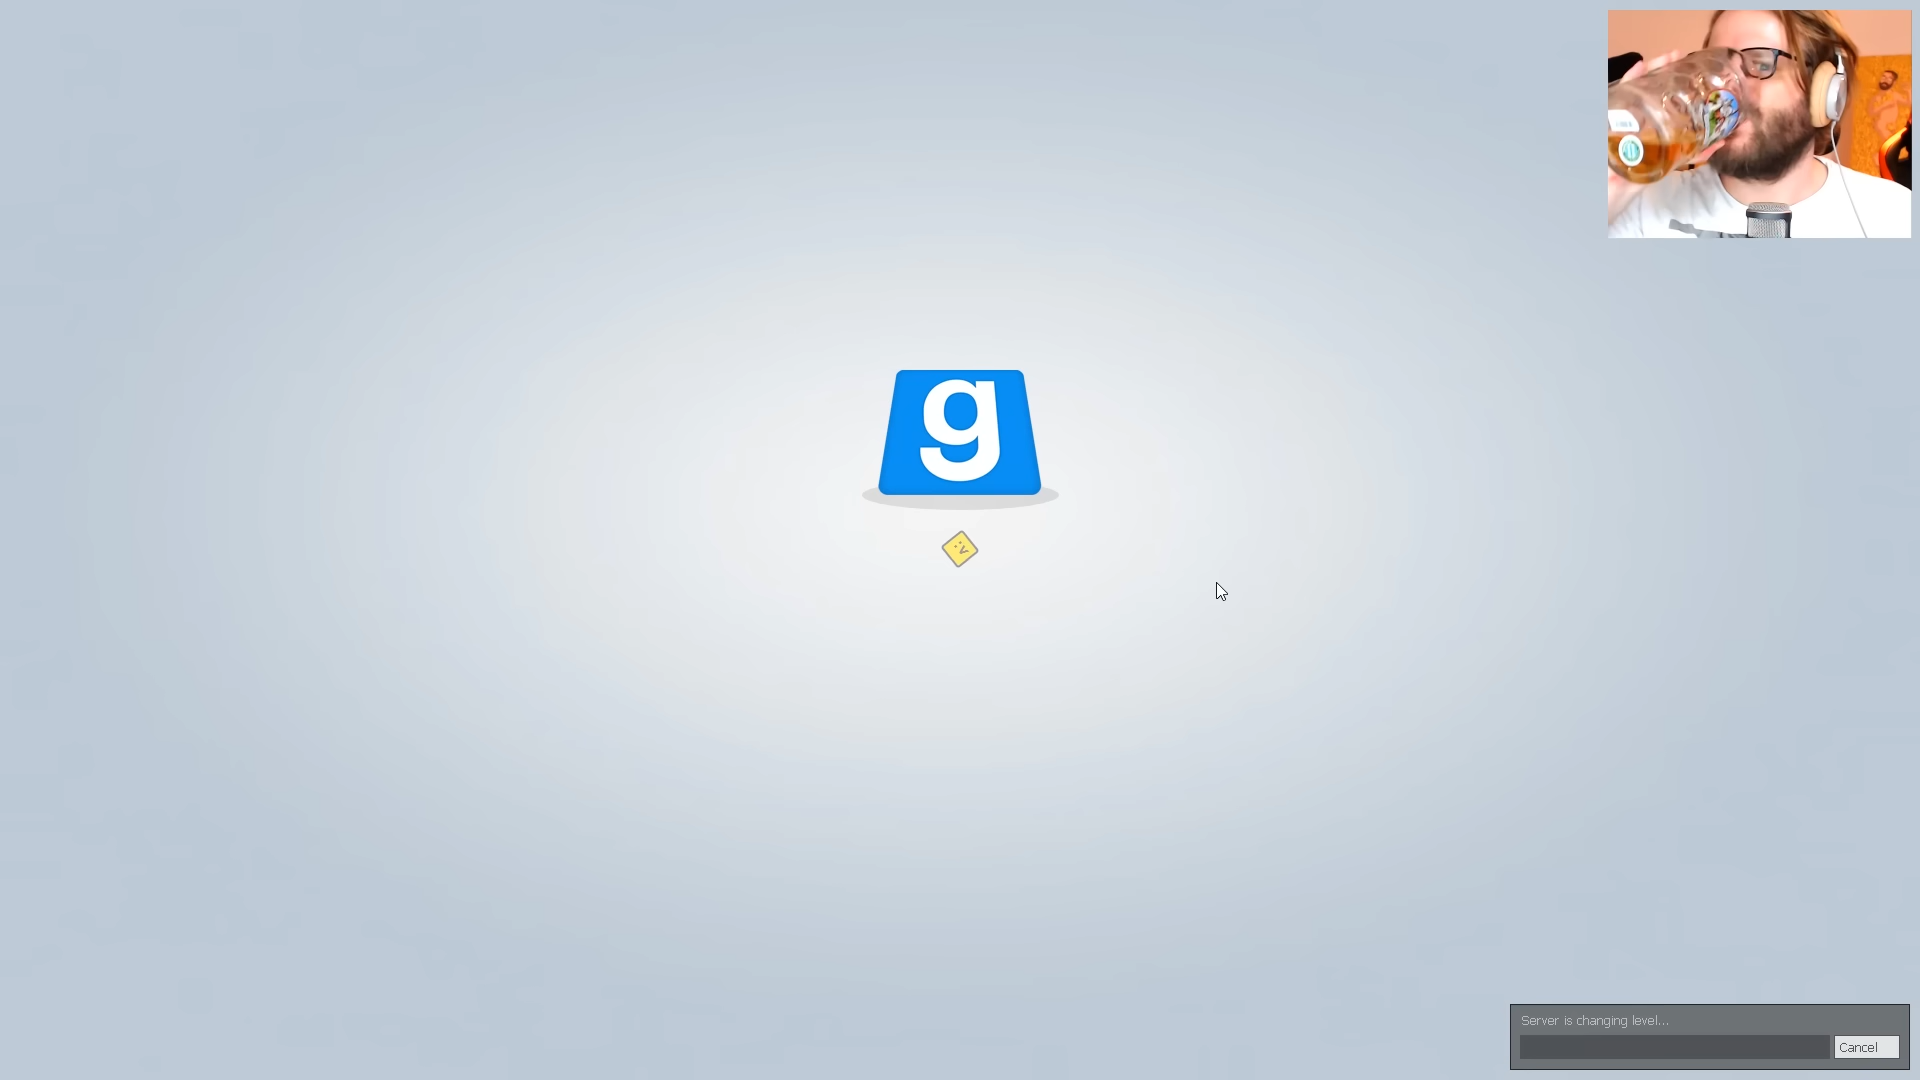 g
:v
Server is changing level...
Cancel